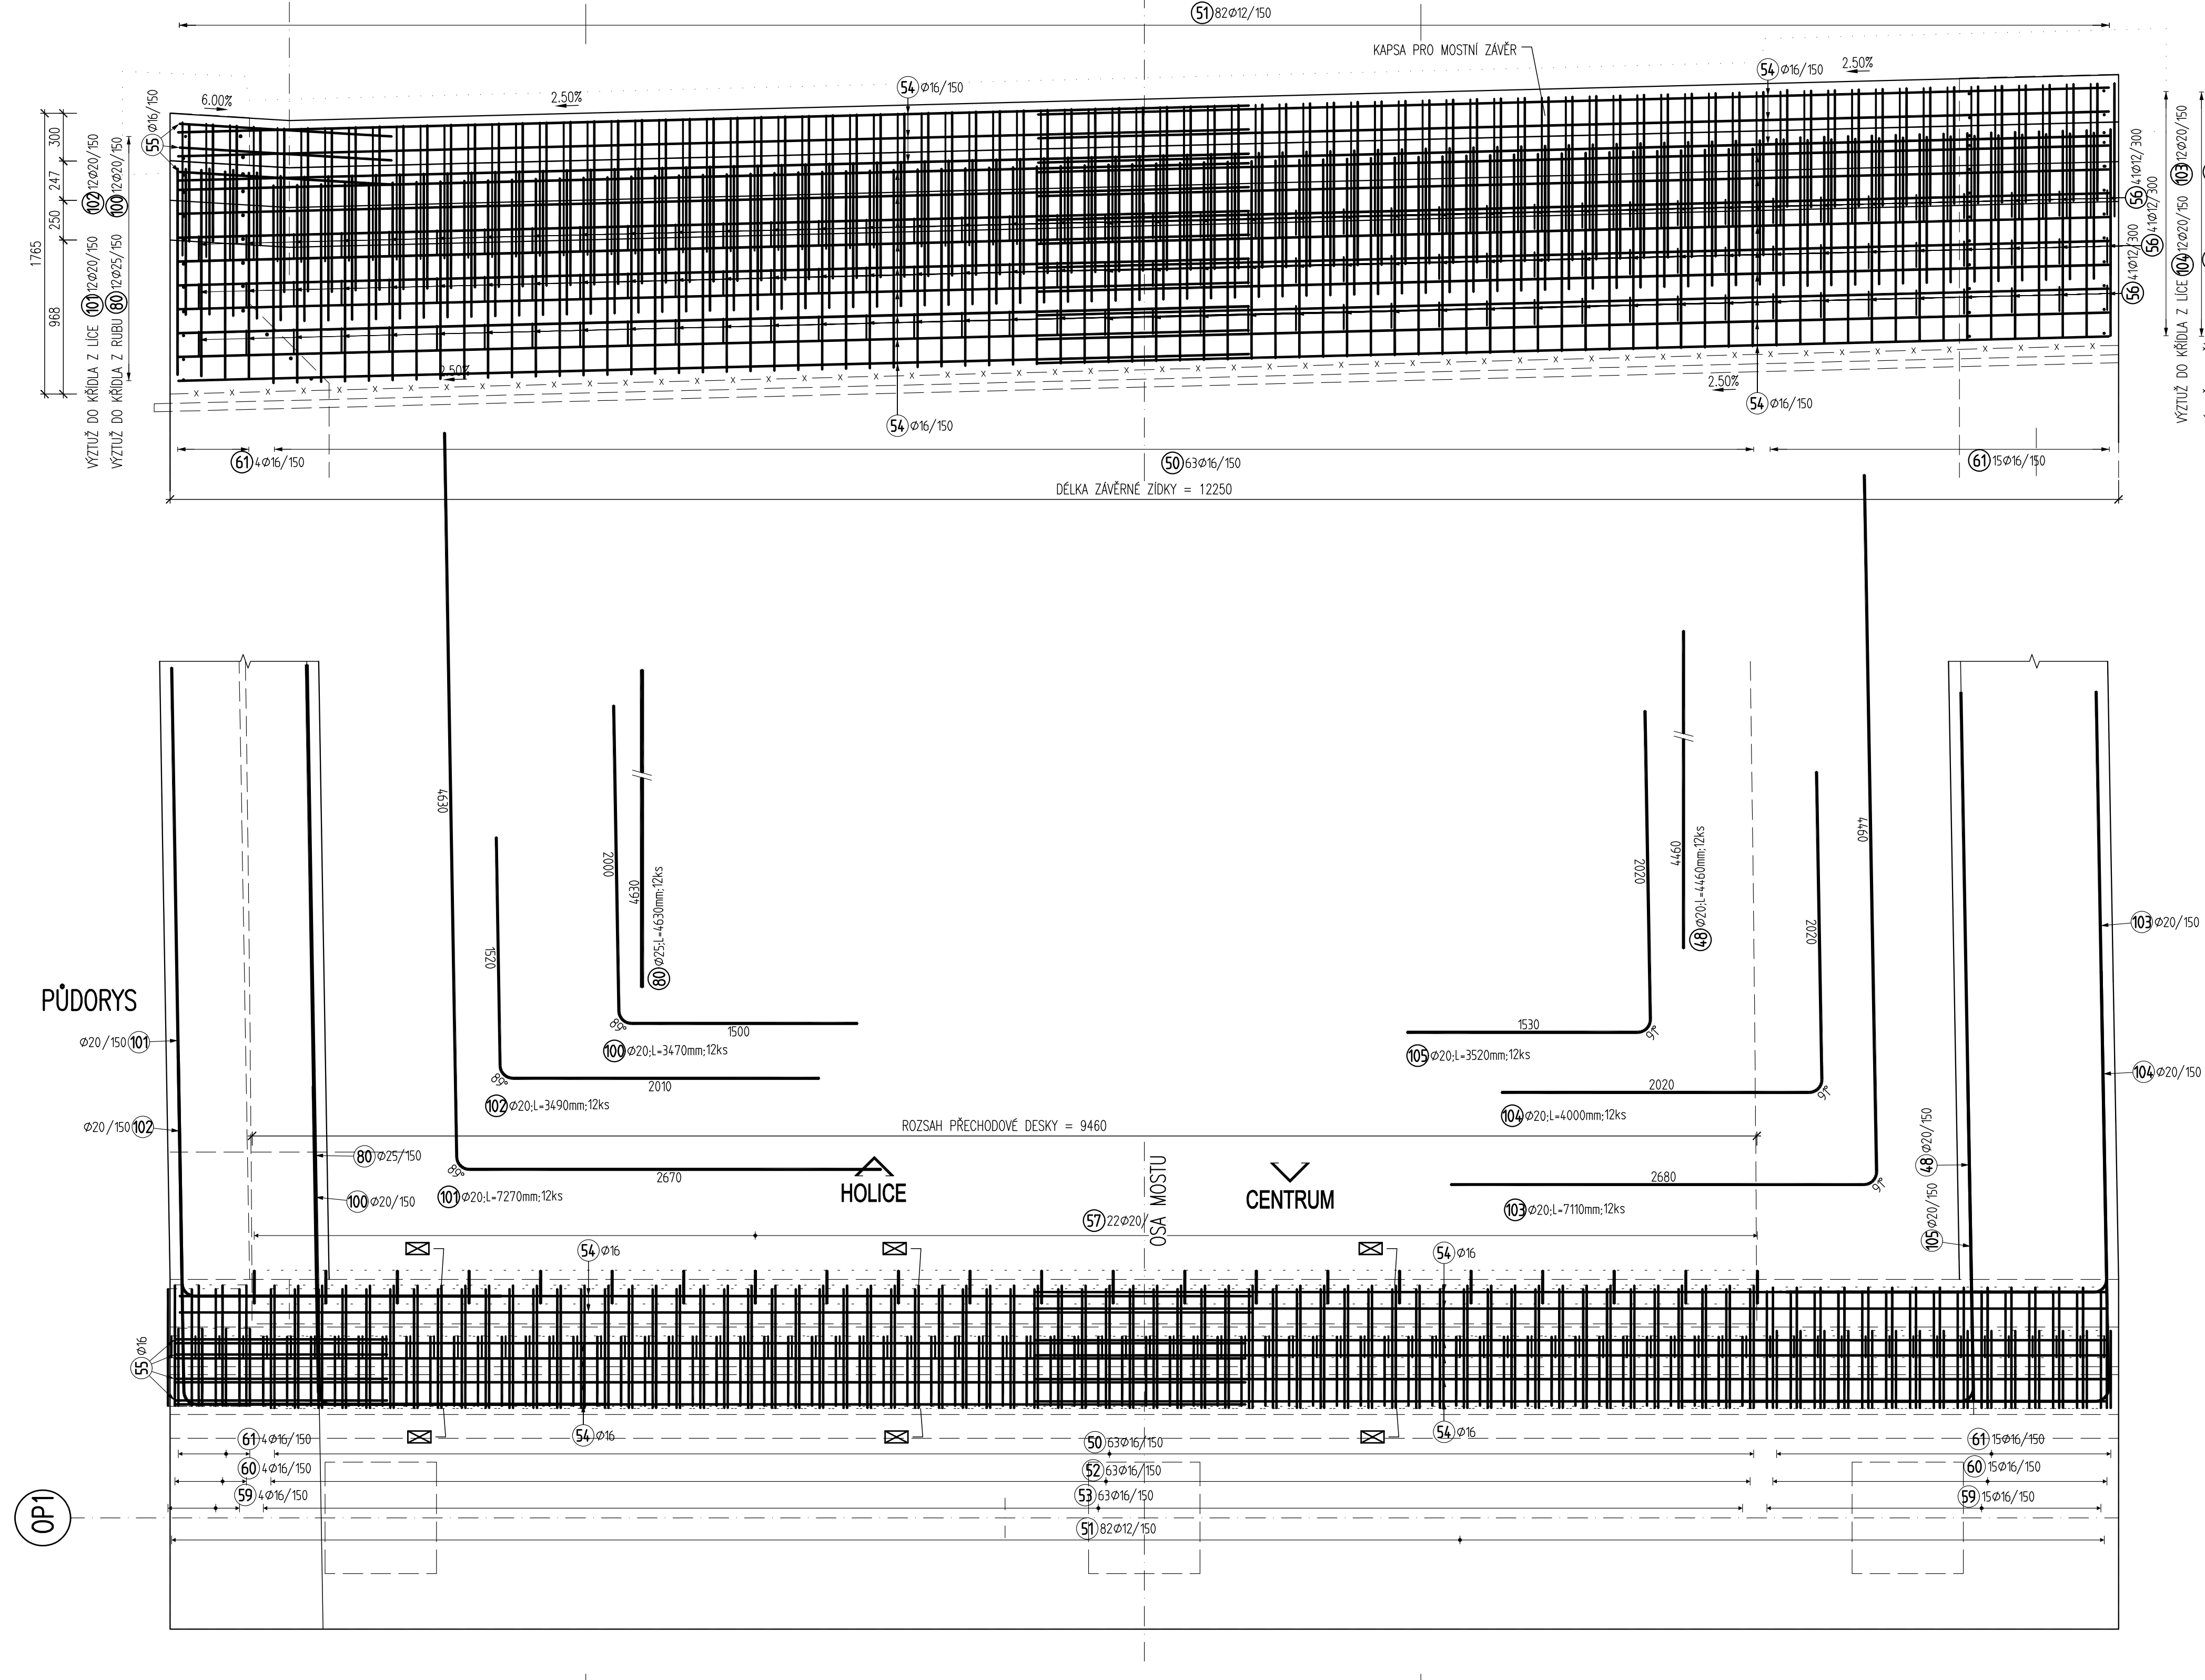 51 82Ø12/150
KAPSA PRO MOSTNÍ ZÁVĚR
54 Ø16/150
54 Ø16/150
2.50%
6.00%
2.50%
55 Ø16/150
300
247
250
968
1765
102 12Ø20/150
100 12Ø20/150
VÝZTUŽ DO KŘÍDLA Z LÍCE 101 12Ø20/150
VÝZTUŽ DO KŘÍDLA Z RUBU 80 12Ø25/150
56 41Ø12/300
56 41Ø12/300
56 41Ø12/300
103 12Ø20/150
VÝZTUŽ DO KŘÍDLA Z LÍCE 104 12Ø20/150
2.50%
2.50%
54 Ø16/150
54 Ø16/150
61 4Ø16/150
50 63Ø16/150
61 15Ø16/150
DÉLKA ZÁVĚRNÉ ZÍDKY = 12250
4630
1520
2000
4630
80 Ø25;L=4630mm;12ks
2020
4460
48 Ø20;L=4460mm;12ks
2020
4460
103 Ø20/150
PŮDORYS
89°
1500
100 Ø20;L=3470mm;12ks
1530
91°
105 Ø20;L=3520mm;12ks
Ø20/150 101
89°
2010
102 Ø20;L=3490mm;12ks
2020
91°
104 Ø20;L=4000mm;12ks
104 Ø20/150
Ø20/150 102
ROZSAH PŘECHODOVÉ DESKY = 9460
80 Ø25/150
89°
2670
101 Ø20;L=7270mm;12ks
100 Ø20/150
HOLICE
OSA MOSTU
CENTRUM
2680
91°
103 Ø20;L=7110mm;12ks
48 Ø20/150
105 Ø20/150
57 22Ø20/
54 Ø16
54 Ø16
55 Ø16
54 Ø16
54 Ø16
61 4Ø16/150
50 63Ø16/150
61 15Ø16/150
60 4Ø16/150
52 63Ø16/150
60 15Ø16/150
59 4Ø16/150
53 63Ø16/150
59 15Ø16/150
OP1
51 82Ø12/150